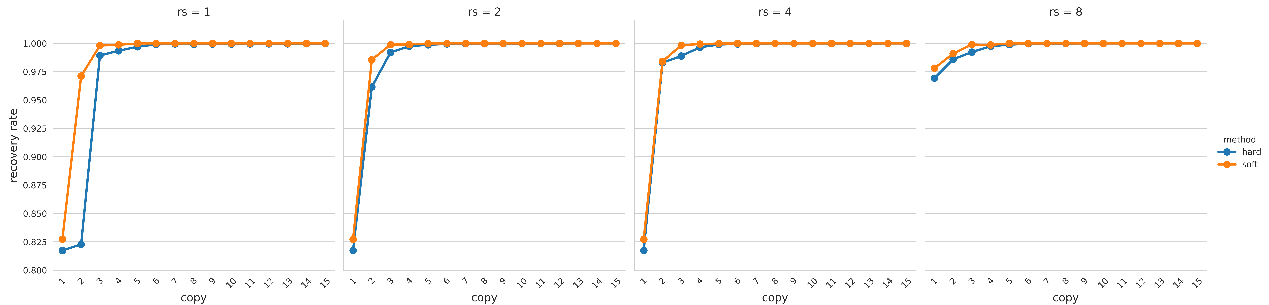 rs = 1
rs = 2
rs = 4
rs = 8
1.000
0.975
0.950
0.925
0.900
0.875
0.850
0.825
0.800
recovery rate
1 2 3 4 5 6 7 8 9 10 11 12 13 14 15
1 2 3 4 5 6 7 8 9 10 11 12 13 14 15
1 2 3 4 5 6 7 8 9 10 11 12 13 14 15
1 2 3 4 5 6 7 8 9 10 11 12 13 14 15
copy
copy
copy
copy
method
hard
soft